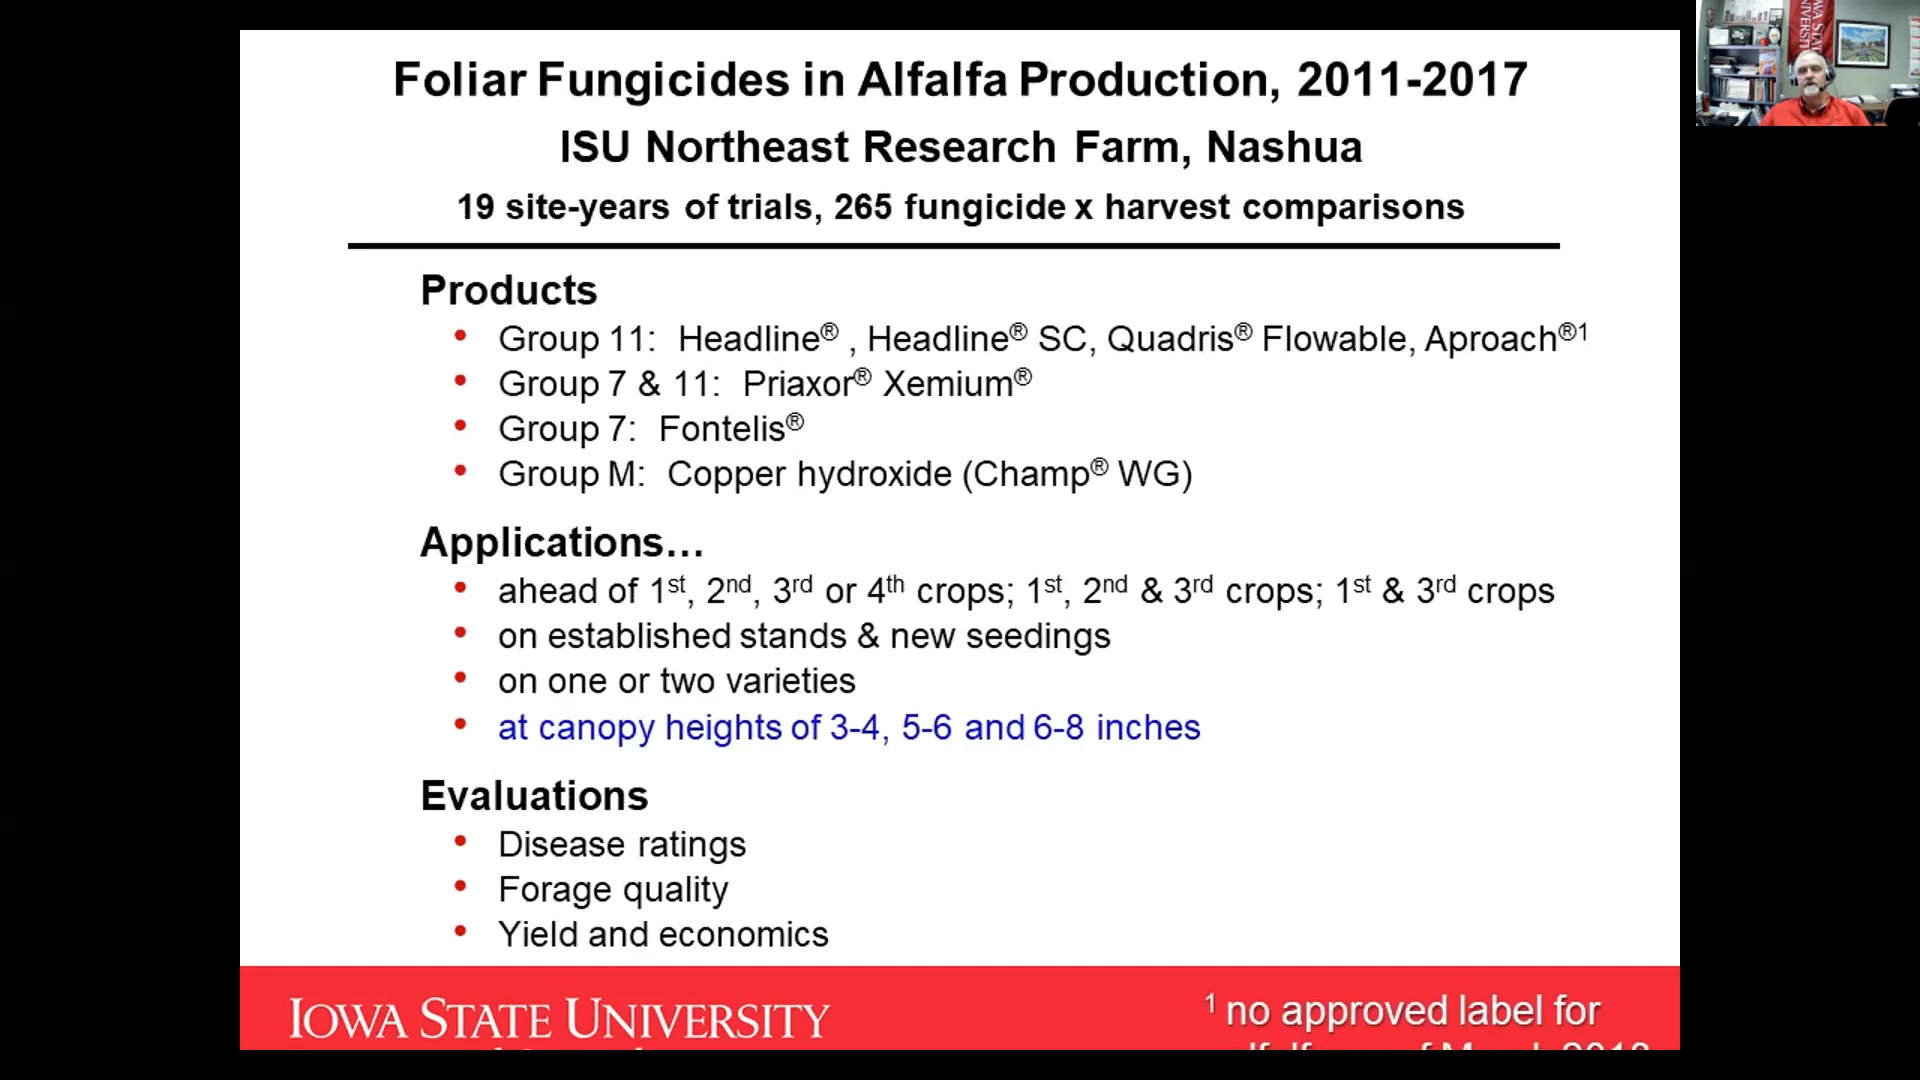 Foliar Fungicides in Alfalfa Production, 2011-2017
ISU Northeast Research Farm, Nashua
19 site-years of trials, 265 fungicide x harvest comparisons
Products
• Group 11: Headline® , Headline® SC, Quadris® Flowable, Aproach®1
• Group 7 & 11: Priaxor® Xemium®
• Group 7: Fontelis®
• Group M: Copper hydroxide (Champ® WG)
Applications…
• ahead of 1st, 2nd, 3rd or 4th crops; 1st, 2nd & 3rd crops; 1st & 3rd crops
• on established stands & new seedings
• on one or two varieties
• at canopy heights of 3-4, 5-6 and 6-8 inches
Evaluations
• Disease ratings
• Forage quality
• Yield and economics
IOWA STATE UNIVERSITY
1 no approved label for